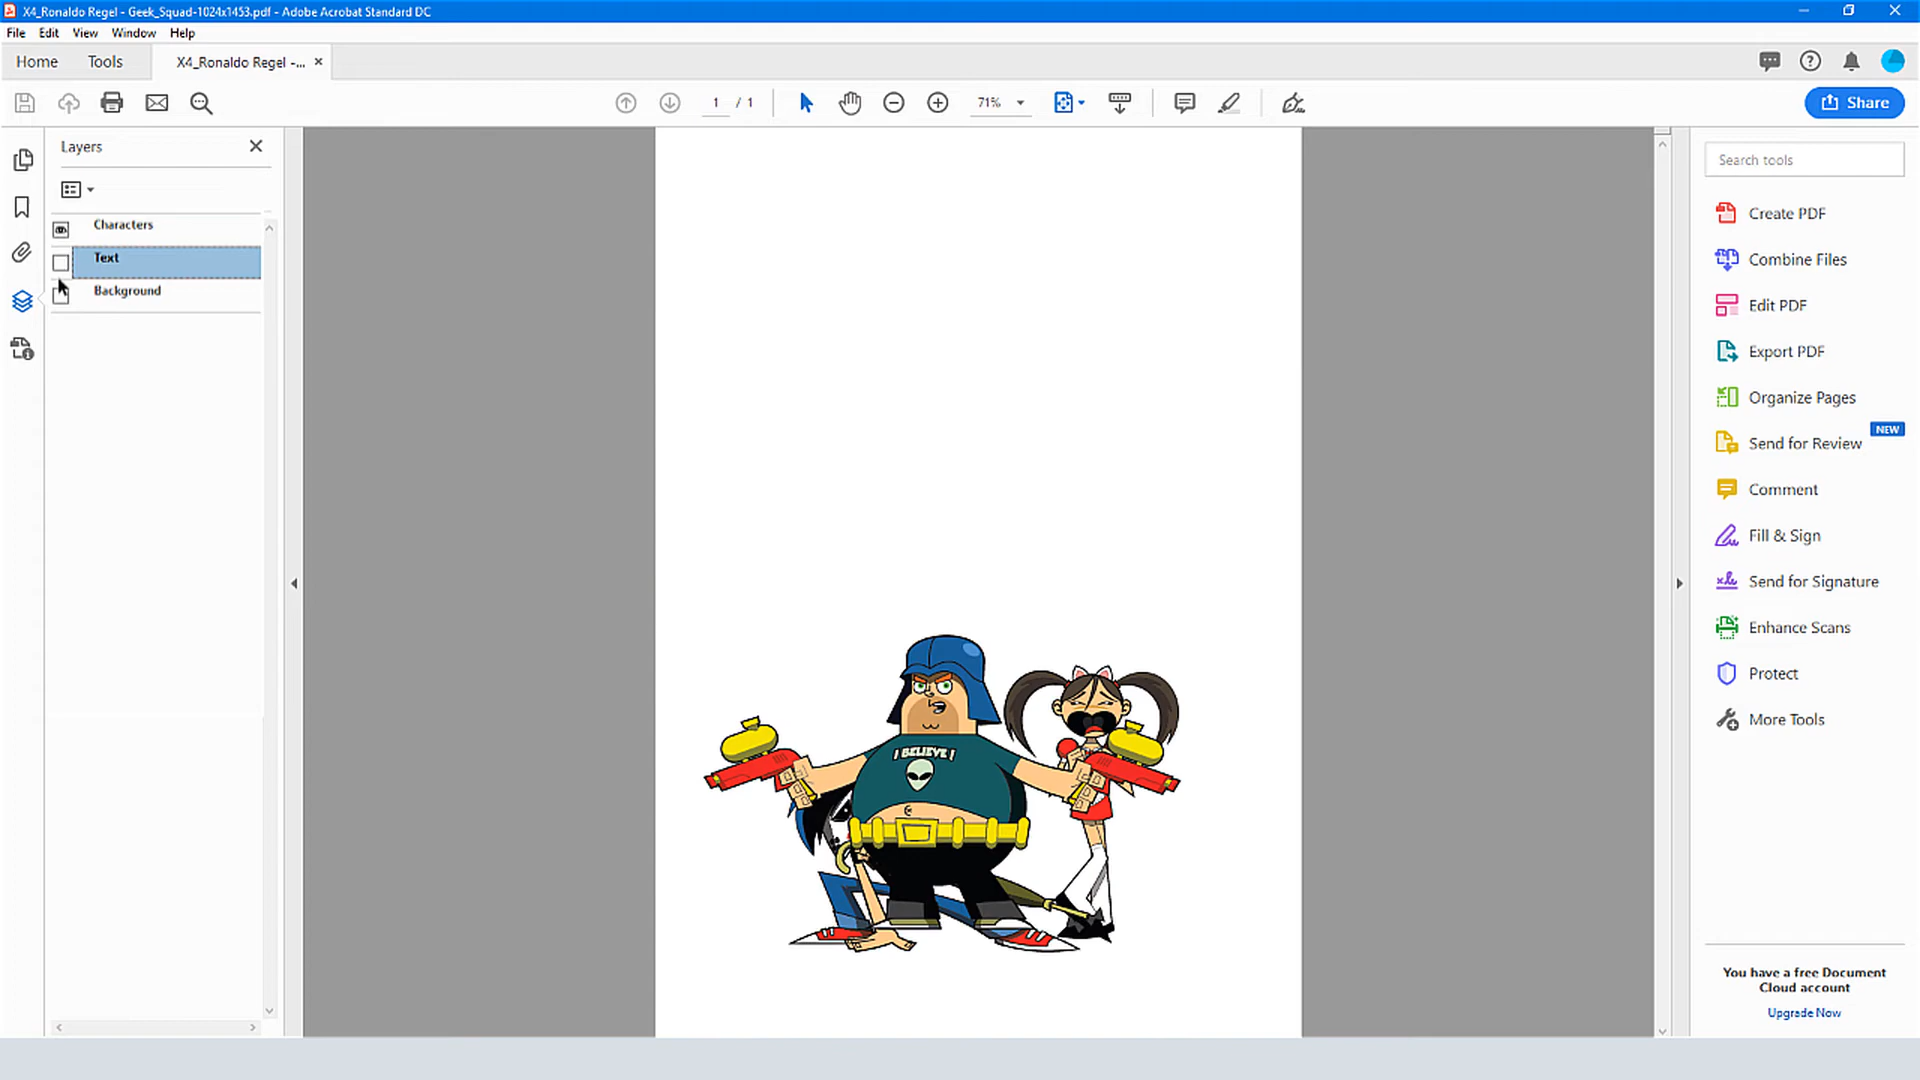 X4_Ronaldo Regel - Geek_Squad-1024x1453.pdf - Adobe Acrobat Standard DC
File Edit View Window Help
Home Tools X4_Ronaldo Regel -...
1 / 1 71% Share
Layers
Characters
Text
Background
I BELIEVE !
Search tools
Create PDF
Combine Files
Edit PDF
Export PDF
Organize Pages
Send for Review NEW
Comment
Fill & Sign
Send for Signature
Enhance Scans
Protect
More Tools
You have a free Document
Cloud account
Upgrade Now